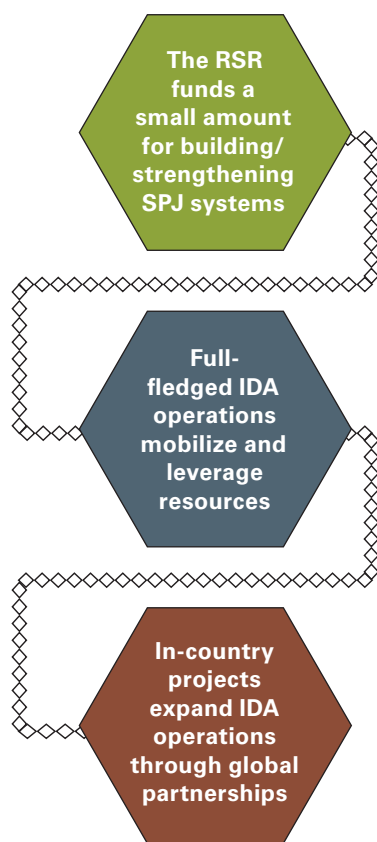 The RSR
funds a
small amount
for building/
strengthening
SPJ systems
Full-
fledged IDA
operations
mobilize and
leverage
resources
In-country
projects
expand IDA
operations
through global
partnerships